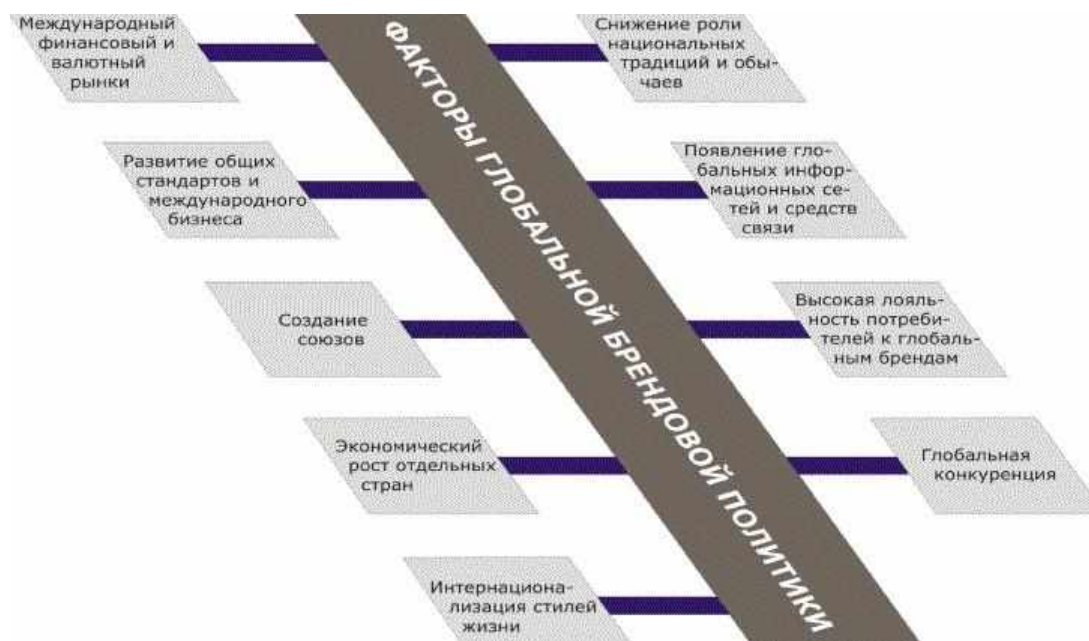 Международный
финансовый и
валютный
рынки
Снижение роли
национальных
традиций и обы-
чаев
ФАКТОРЫ ГЛОБАЛЬНОЙ БРЕНДОВОЙ ПОЛИТИКИ
Развитие общих
стандартов и
международного
бизнеса
Появление гло-
бальных инфор-
мационных се-
тей и средств
связи
Создание
союзов
Высокая лояль-
ность потреби-
телей к глобаль-
ным брендам
Экономический
рост отдельных
стран
Глобальная
конкуренция
Интернациона-
лизация стилей
жизни